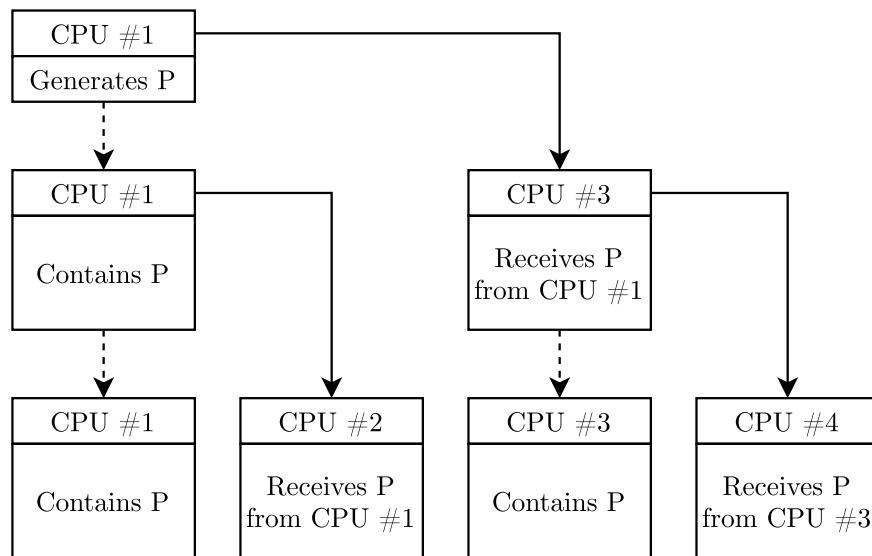 CPU #1
Generates P
CPU #1
Contains P
CPU #3
Receives P
from CPU #1
CPU #1
Contains P
CPU #2
Receives P
from CPU #1
CPU #3
Contains P
CPU #4
Receives P
from CPU #3